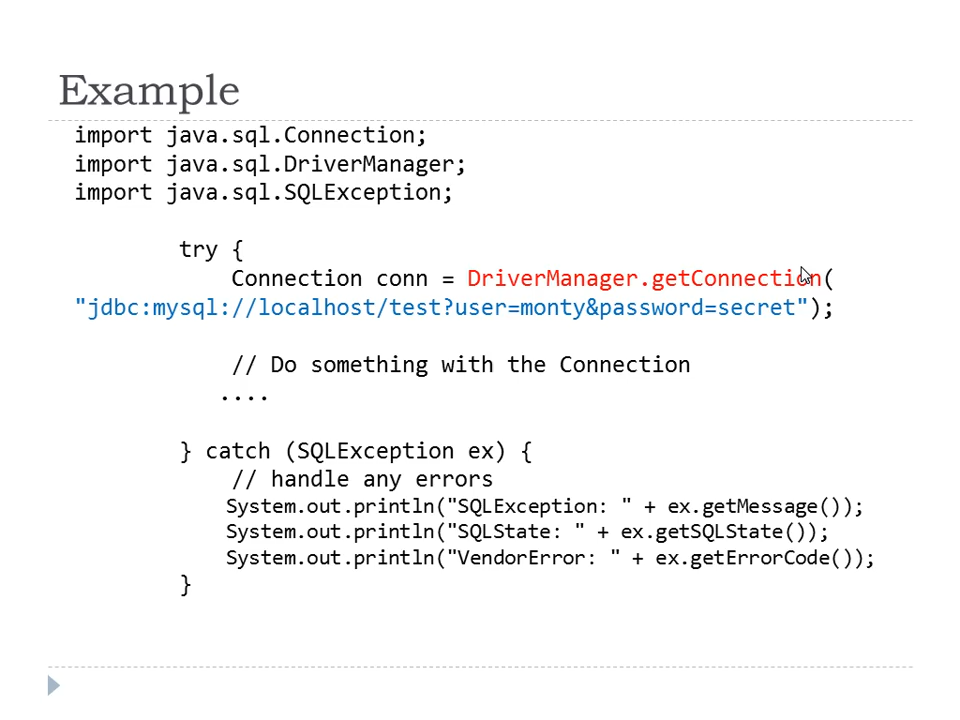 Example
import java.sql.Connection;
import java.sql.DriverManager;
import java.sql.SQLException;
try {
Connection conn = DriverManager.getConnection(
"jdbc:mysql://localhost/test?user=monty&password=secret");
// Do something with the Connection
....
} catch (SQLException ex) {
// handle any errors
System.out.println("SQLException: " + ex.getMessage());
System.out.println("SQLState: " + ex.getSQLState());
System.out.println("VendorError: " + ex.getErrorCode());
}